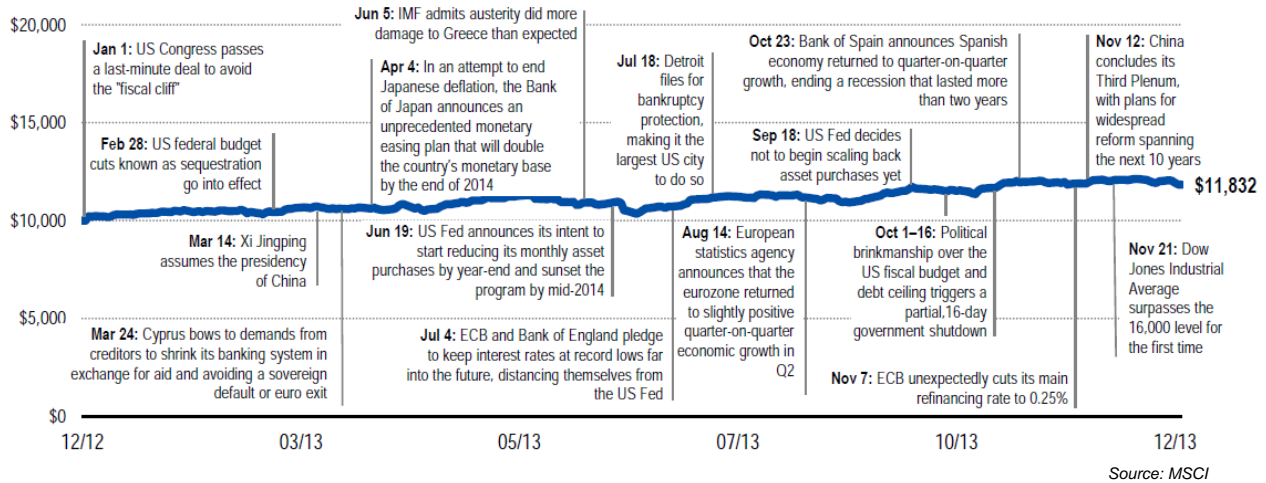 $20,000
$15,000
$10,000
$5,000
$0
Jan 1: US Congress passes
a last-minute deal to avoid
the "fiscal cliff"
Feb 28: US federal budget
cuts known as sequestration
go into effect
Mar 14: Xi Jingping
assumes the presidency
of China
Mar 24: Cyprus bows to demands from
creditors to shrink its banking system in
exchange for aid and avoiding a sovereign
default or euro exit
Apr 4: In an attempt to end
Japanese deflation, the Bank
of Japan announces an
unprecedented monetary
easing plan that will double
the country's monetary base
by the end of 2014
Jun 5: IMF admits austerity did more
damage to Greece than expected
Jun 19: US Fed announces its intent to
start reducing its monthly asset
purchases by year-end and sunset the
program by mid-2014
Jul 4: ECB and Bank of England pledge
to keep interest rates at record lows far
into the future, distancing themselves from
the US Fed
Jul 18: Detroit
files for
bankruptcy
protection,
making it the
largest US city
to do so
Aug 14: European
statistics agency
announces that the
eurozone returned
to slightly positive
quarter-on-quarter
economic growth in
Q2
Sep 18: US Fed decides
not to begin scaling back
asset purchases yet
Oct 1–16: Political
brinkmanship over the
US fiscal budget and
debt ceiling triggers a
partial,16-day
government shutdown
Oct 23: Bank of Spain announces Spanish
economy returned to quarter-on-quarter
growth, ending a recession that lasted more
than two years
Nov 7: ECB unexpectedly cuts its main
refinancing rate to 0.25%
Nov 12: China
concludes its
Third Plenum,
with plans for
widespread
reform spanning
the next 10 years
$11,832
Nov 21: Dow
Jones Industrial
Average
surpasses the
16,000 level for
the first time
12/12
03/13
05/13
07/13
10/13
12/13
Source: MSCI